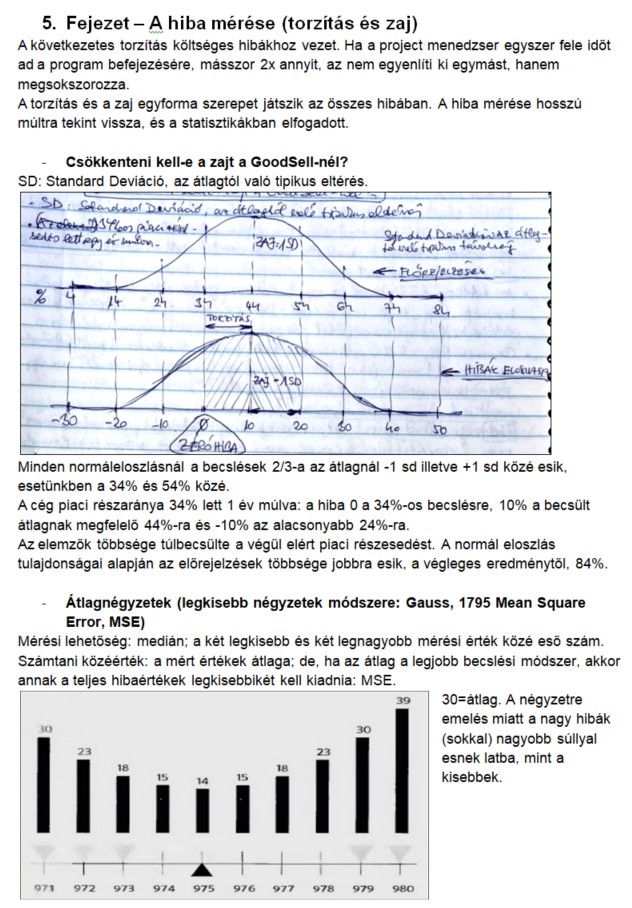 5. Fejezet – A hiba mérése (torzítás és zaj)
A következetes torzítás költséges hibákhoz vezet. Ha a project menedzser egyszer fele időt
ad a program befejezésére, másszor 2x annyit, az nem egyenlíti ki egymást, hanem
megsokszorozza.
A torzítás és a zaj egyforma szerepet játszik az összes hibában. A hiba mérése hosszú
múltra tekint vissza, és a statisztikákban elfogadott.
- Csökkenteni kell-e a zajt a GoodSell-nél?
SD: Standard Deviáció, az átlagtól való tipikus eltérés.
- SD: Standard Deviáció, az átlagtól való tipikus eltérés
34%os piaci része-
sedés lett egy év múlva.
ZAJ=1SD
Standard Deviáció: az átlag-
tól való tipikus távolság
← ELŐREJELZÉSEK
% 4 14 24 34 44 54 64 74 84
TORZÍTÁS
ZAJ=1SD
← HIBÁK ELOSZLÁSA
-30 -20 -10 0 10 20 30 40 50
ZERÓ HIBA
Minden normáleloszlásnál a becslések 2/3-a az átlagnál -1 sd illetve +1 sd közé esik,
esetünkben a 34% és 54% közé.
A cég piaci részaránya 34% lett 1 év múlva: a hiba 0 a 34%-os becslésre, 10% a becsült
átlagnak megfelelő 44%-ra és -10% az alacsonyabb 24%-ra.
Az elemzők többsége túlbecsülte a végül elért piaci részesedést. A normál eloszlás
tulajdonságai alapján az előrejelzések többsége jobbra esik, a végleges eredménytől, 84%.
- Átlagnégyzetek (legkisebb négyzetek módszere: Gauss, 1795 Mean Square
Error, MSE)
Mérési lehetőség: medián; a két legkisebb és két legnagyobb mérési érték közé eső szám.
Számtani középérték: a mért értékek átlaga; de, ha az átlag a legjobb becslési módszer, akkor
annak a teljes hibaértékek legkisebbikét kell kiadnia: MSE.
30 23 18 15 14 15 18 23 30 39
971 972 973 974 975 976 977 978 979 980
30=átlag. A négyzetre
emelés miatt a nagy hibák
(sokkal) nagyobb súllyal
esnek latba, mint a
kisebbek.